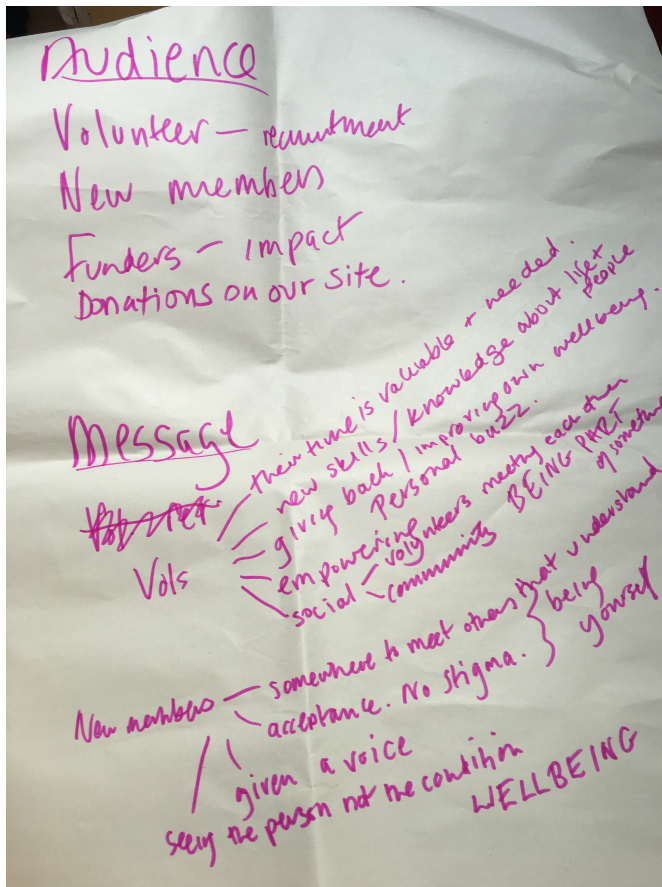 Audience
Volunteer – recruitment
New members
Funders – impact
Donations on our site.
Message
Vols
their time is valuable + needed.
new skills / knowledge about life + people
giving back / improving own wellbeing.
Personal buzz.
empowering
social – volunteers meeting each other
community BEING PART of something
New members – somewhere to meet others that understand
acceptance. No stigma.
being yourself
given a voice
seeing the person not the condition
WELLBEING